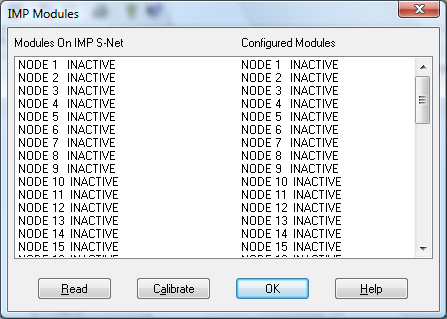 IMP Modules
Modules On IMP S-Net Configured Modules
NODE 1 INACTIVE NODE 1 INACTIVE
NODE 2 INACTIVE NODE 2 INACTIVE
NODE 3 INACTIVE NODE 3 INACTIVE
NODE 4 INACTIVE NODE 4 INACTIVE
NODE 5 INACTIVE NODE 5 INACTIVE
NODE 6 INACTIVE NODE 6 INACTIVE
NODE 7 INACTIVE NODE 7 INACTIVE
NODE 8 INACTIVE NODE 8 INACTIVE
NODE 9 INACTIVE NODE 9 INACTIVE
NODE 10 INACTIVE NODE 10 INACTIVE
NODE 11 INACTIVE NODE 11 INACTIVE
NODE 12 INACTIVE NODE 12 INACTIVE
NODE 13 INACTIVE NODE 13 INACTIVE
NODE 14 INACTIVE NODE 14 INACTIVE
NODE 15 INACTIVE NODE 15 INACTIVE
Read Calibrate OK Help